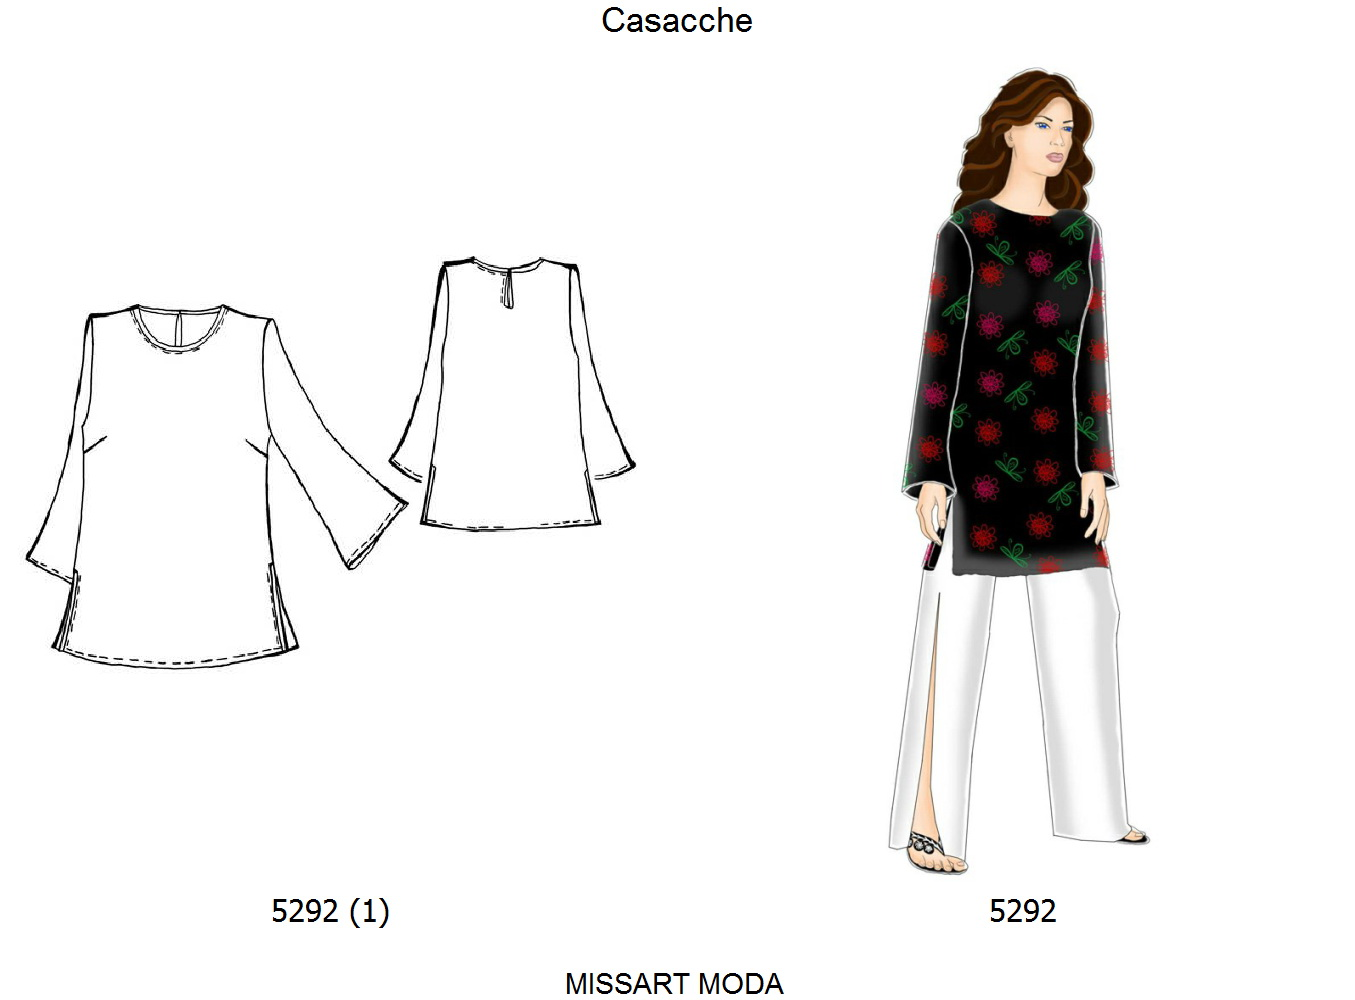 Casacche
5292 (1)
5292
MISSART MODA